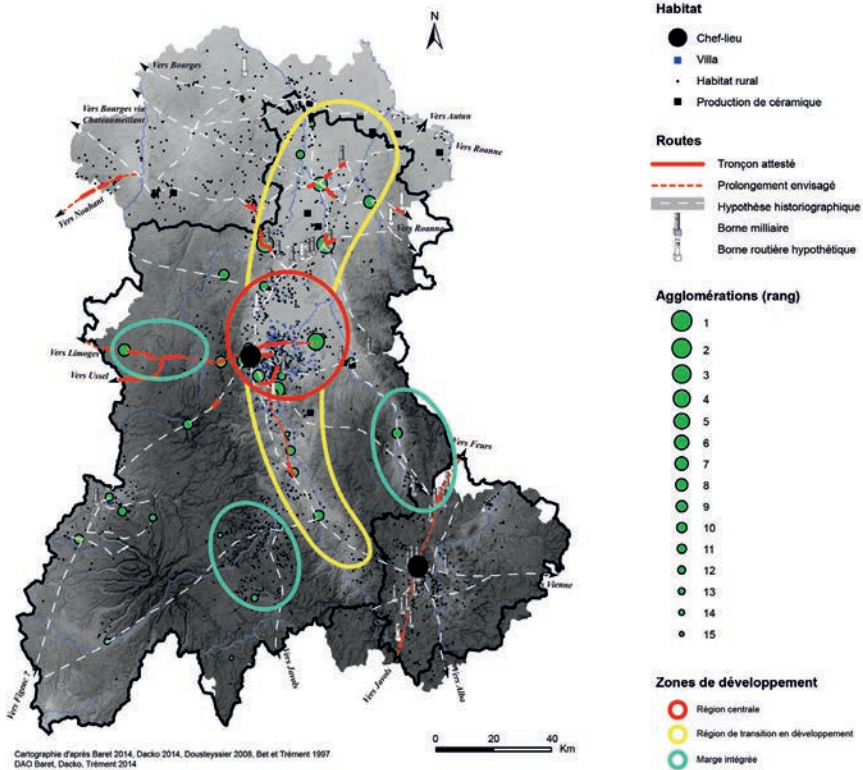 N
Vers Bourges
Vers Bourges via
Chateaumeillant
Vers Autun
Vers Roanne
Vers Nouhant
Vers Roanne
Vers Limoges
Vers Ussel
Vers Feurs
s Vienne
Vers Figeac ?
Vers Javols
Vers Javols
Vers Alba
Cartographie d'après Baret 2014, Dacko 2014, Dousteyssier 2008, Bet et Trément 1997
DAO Baret, Dacko, Trément 2014
0 20 40
Km
Habitat
Chef-lieu
Villa
Habitat rural
Production de céramique
Routes
Tronçon attesté
Prolongement envisagé
Hypothèse historiographique
Borne milliaire
Borne routière hypothétique
Agglomérations (rang)
1
2
3
4
5
6
7
8
9
10
11
12
13
14
15
Zones de développement
Région centrale
Région de transition en développement
Marge intégrée